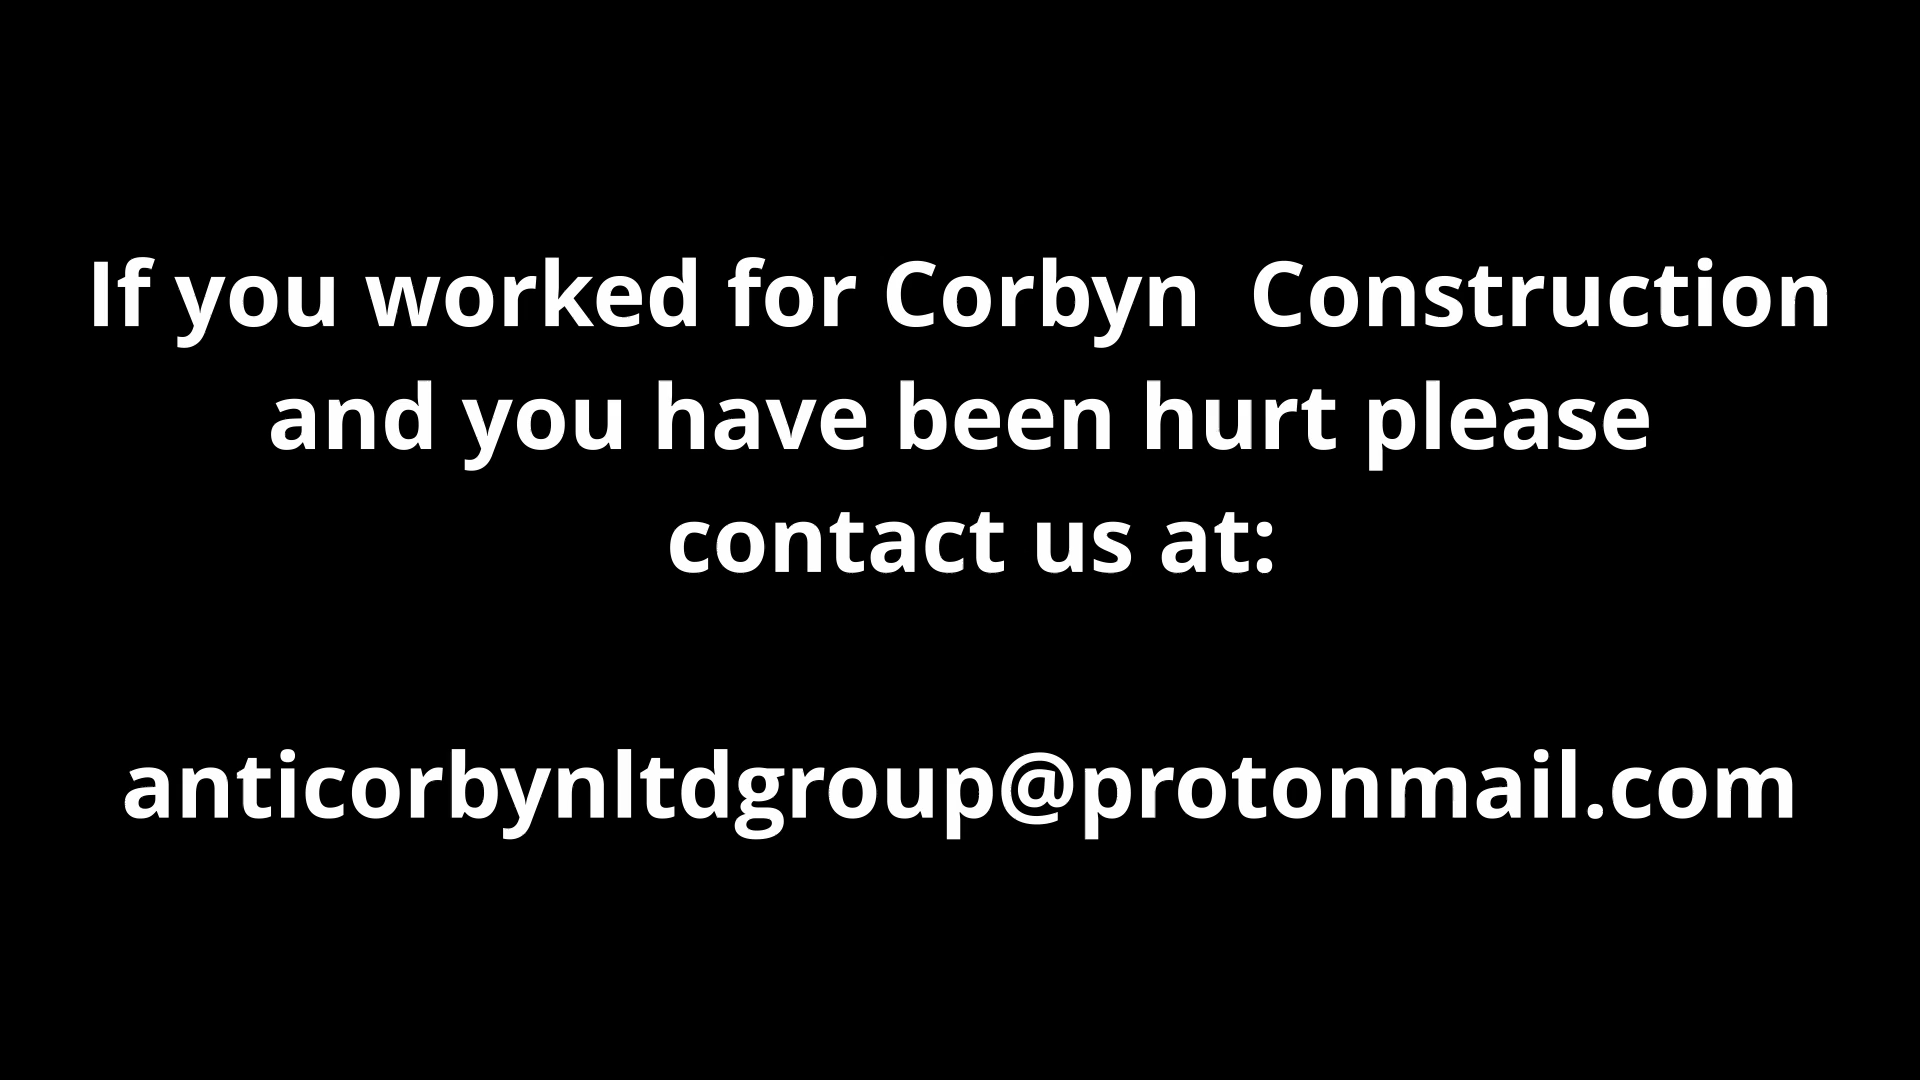 If you worked for Corbyn  Construction
and you have been hurt please
contact us at:
anticorbynltdgroup@protonmail.com